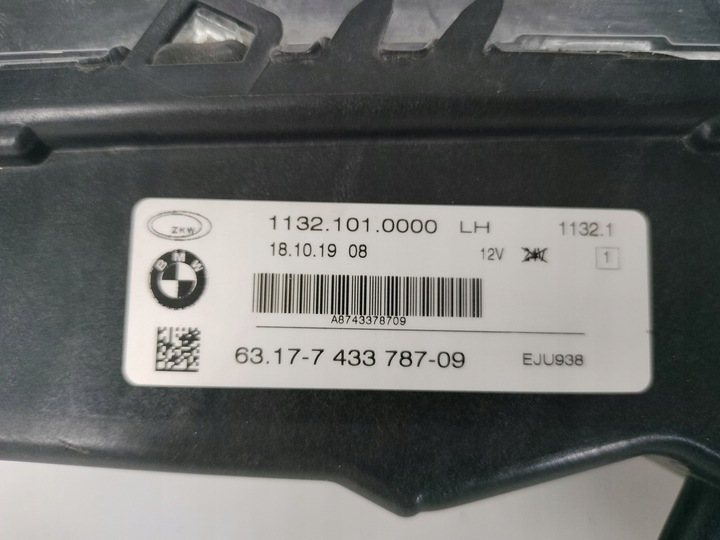 ZKW
1132.101.0000 LH 1132.1
18.10.19 08 12V 24V 1
BMW
A8743378709
63.17-7 433 787-09 EJU938